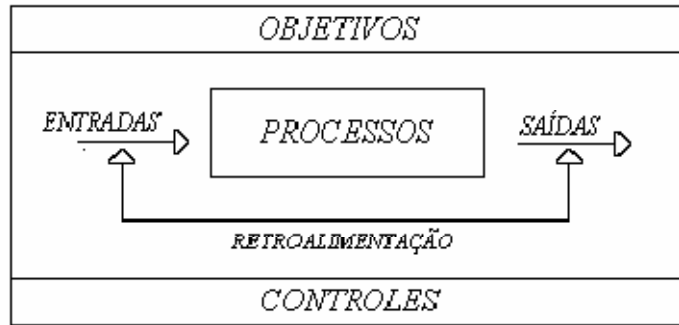 OBJETIVOS
ENTRADAS
PROCESSOS
SAÍDAS
RETROALIMENTAÇÃO
CONTROLES